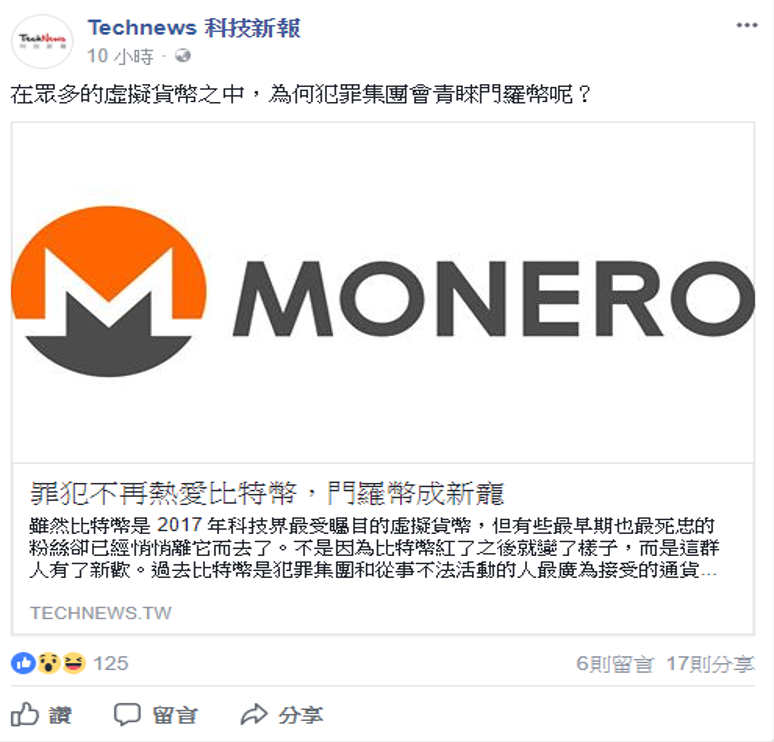 Technews 科技新報
TechNews
科技新報
10 小時 ·
在眾多的虛擬貨幣之中，為何犯罪集團會青睞門羅幣呢？
MONERO
罪犯不再熱愛比特幣，門羅幣成新寵
雖然比特幣是 2017 年科技界最受矚目的虛擬貨幣，但有些最早期也最死忠的
粉絲卻已經悄悄離它而去了。不是因為比特幣紅了之後就變了樣子，而是這群
人有了新歡。過去比特幣是犯罪集團和從事不法活動的人最廣為接受的通貨...
TECHNEWS.TW
125
6則留言 17則分享
讚 留言 分享